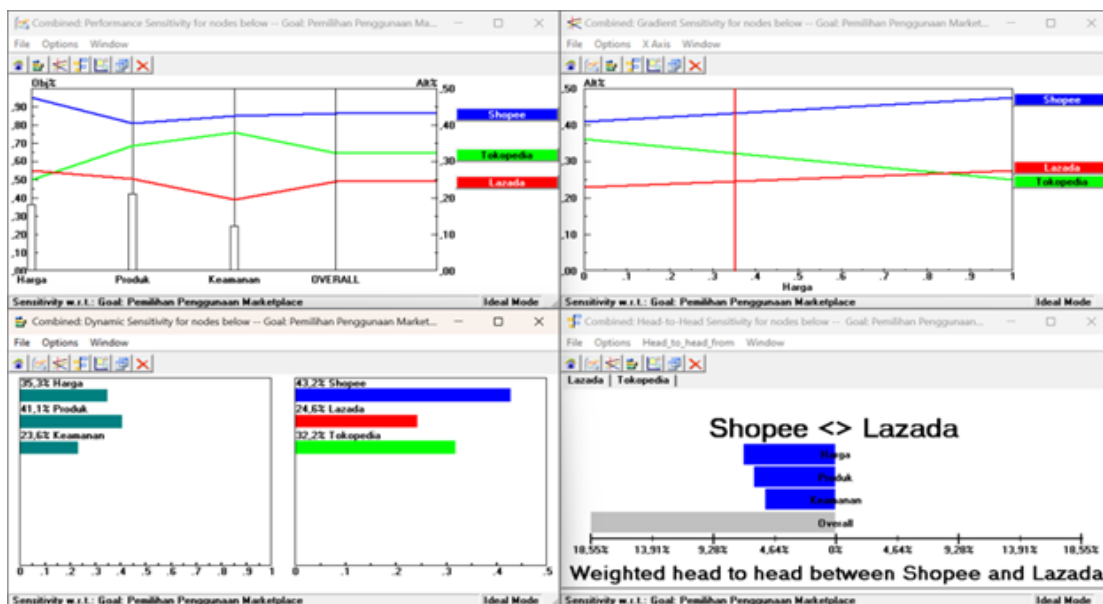 Combined: Performance Sensitivity for nodes below -- Goal: Pemilihan Penggunaan Ma...
File Options Window
Obj% Alt%
,90
,80
,70
,60
,50
,40
,30
,20
,10
,00
,50
,40
,30
,20
,10
,00
Shopee
Tokopedia
Lazada
Harga Produk Keamanan OVERALL
Sensitivity w.r.t.: Goal: Pemilihan Penggunaan Marketplace Ideal Mode
Combined: Gradient Sensitivity for nodes below -- Goal: Pemilihan Penggunaan Marketp...
File Options X Axis Window
Alt%
,50
,40
,30
,20
,10
,00
Shopee
Lazada
Tokopedia
0 .1 .2 .3 .4 .5 .6 .7 .8 .9 1
Harga
Sensitivity w.r.t.: Goal: Pemilihan Penggunaan Marketplace Ideal Mode
Combined: Dynamic Sensitivity for nodes below -- Goal: Pemilihan Penggunaan Market...
File Options Window
35,3% Harga
41,1% Produk
23,6% Keamanan
0 .1 .2 .3 .4 .5 .6 .7 .8 .9 1
43,2% Shopee
24,6% Lazada
32,2% Tokopedia
0 .1 .2 .3 .4 .5
Sensitivity w.r.t.: Goal: Pemilihan Penggunaan Marketplace Ideal Mode
Combined: Head-to-Head Sensitivity for nodes below -- Goal: Pemilihan Penggunaan...
File Options Head_to_head_from Window
Lazada | Tokopedia |
Shopee <> Lazada
Harga
Produk
Keamanan
Overall
18,55% 13,91% 9,28% 4,64% 0% 4,64% 9,28% 13,91% 18,55%
Weighted head to head between Shopee and Lazada
Sensitivity w.r.t.: Goal: Pemilihan Penggunaan Marketplace Ideal Mode